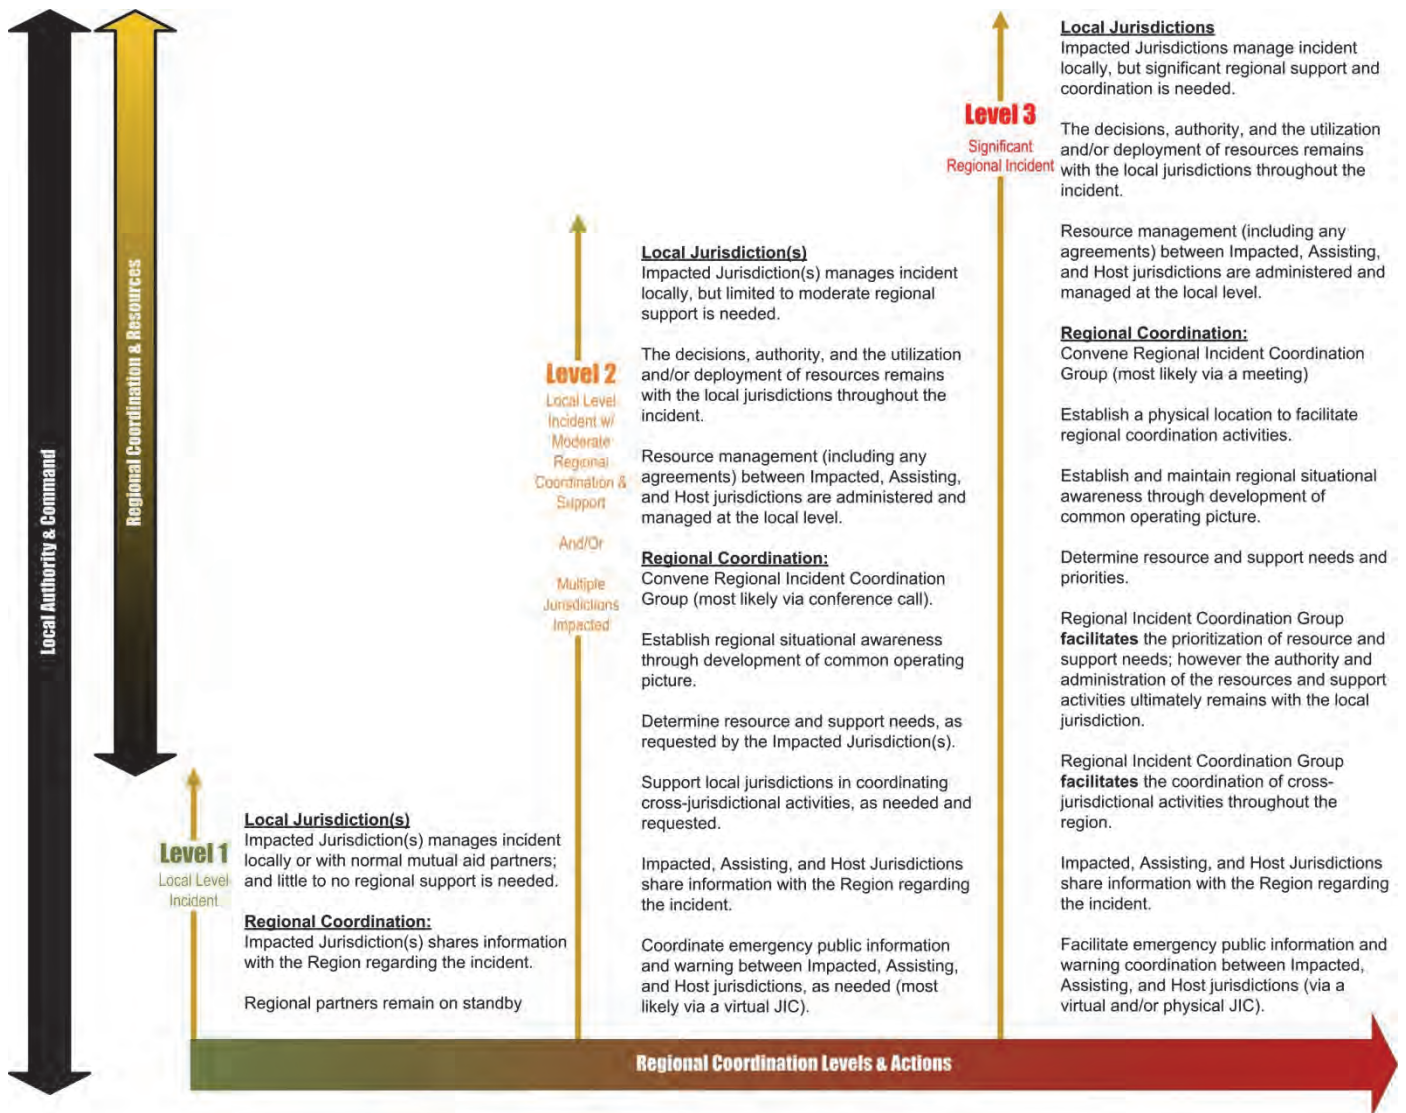 Local Authority & Command
Regional Coordination & Resources
Level 1
Local Level
Incident
Local Jurisdiction(s)
Impacted Jurisdiction(s) manages incident
locally or with normal mutual aid partners;
and little to no regional support is needed.
Regional Coordination:
Impacted Jurisdiction(s) shares information
with the Region regarding the incident.
Regional partners remain on standby
Level 2
Local Level
Incident w/
Moderate
Regional
Coordination &
Support
And/Or
Multiple
Jurisdictions
Impacted
Local Jurisdiction(s)
Impacted Jurisdiction(s) manages incident
locally, but limited to moderate regional
support is needed.
The decisions, authority, and the utilization
and/or deployment of resources remains
with the local jurisdictions throughout the
incident.
Resource management (including any
agreements) between Impacted, Assisting,
and Host jurisdictions are administered and
managed at the local level.
Regional Coordination:
Convene Regional Incident Coordination
Group (most likely via conference call).
Establish regional situational awareness
through development of common operating
picture.
Determine resource and support needs, as
requested by the Impacted Jurisdiction(s).
Support local jurisdictions in coordinating
cross-jurisdictional activities, as needed and
requested.
Impacted, Assisting, and Host Jurisdictions
share information with the Region regarding
the incident.
Coordinate emergency public information
and warning between Impacted, Assisting,
and Host jurisdictions, as needed (most
likely via a virtual JIC).
Level 3
Significant
Regional Incident
Local Jurisdictions
Impacted Jurisdictions manage incident
locally, but significant regional support and
coordination is needed.
The decisions, authority, and the utilization
and/or deployment of resources remains
with the local jurisdictions throughout the
incident.
Resource management (including any
agreements) between Impacted, Assisting,
and Host jurisdictions are administered and
managed at the local level.
Regional Coordination:
Convene Regional Incident Coordination
Group (most likely via a meeting)
Establish a physical location to facilitate
regional coordination activities.
Establish and maintain regional situational
awareness through development of
common operating picture.
Determine resource and support needs and
priorities.
Regional Incident Coordination Group
facilitates the prioritization of resource and
support needs; however the authority and
administration of the resources and support
activities ultimately remains with the local
jurisdiction.
Regional Incident Coordination Group
facilitates the coordination of cross-
jurisdictional activities throughout the
region.
Impacted, Assisting, and Host Jurisdictions
share information with the Region regarding
the incident.
Facilitate emergency public information and
warning coordination between Impacted,
Assisting, and Host jurisdictions (via a
virtual and/or physical JIC).
Regional Coordination Levels & Actions